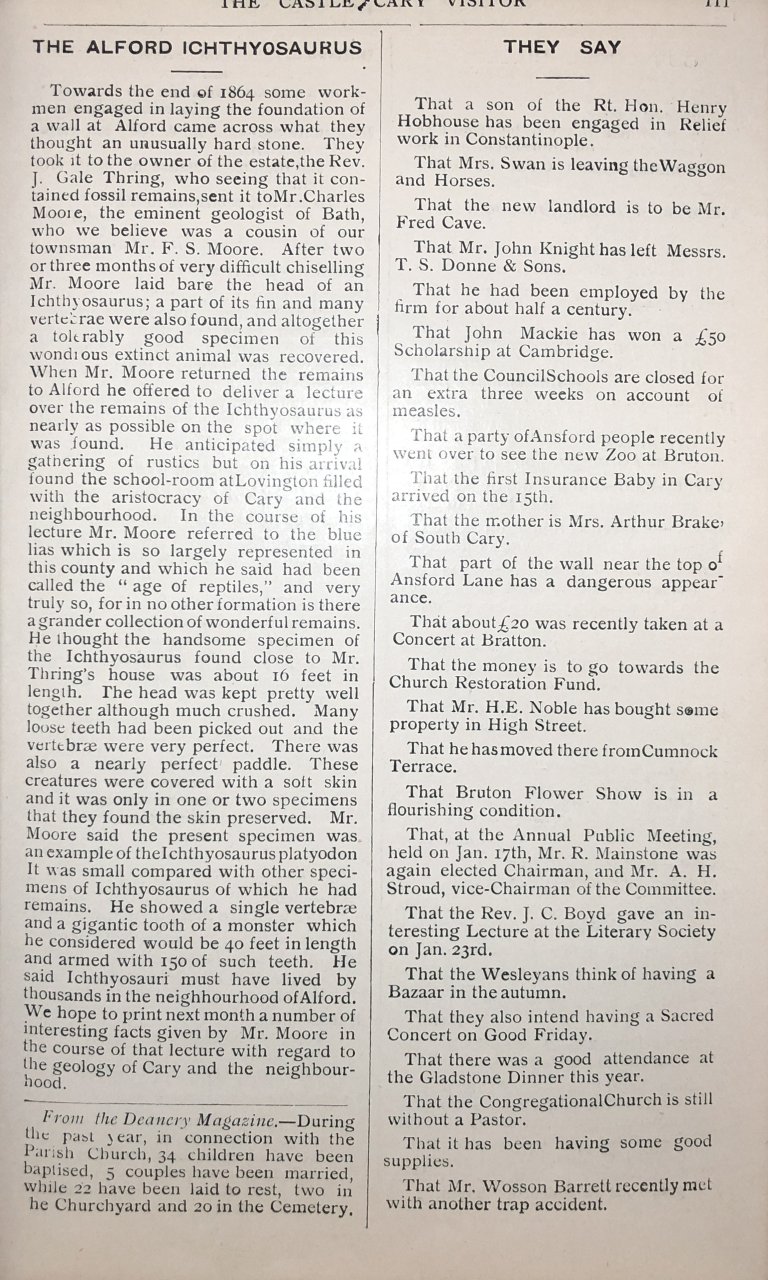 THE CASTLE CARY VISITOR
111
THE ALFORD ICHTHYOSAURUS
Towards the end of 1864 some work-
men engaged in laying the foundation of
a wall at Alford came across what they
thought an unusually hard stone. They
took it to the owner of the estate,the Rev.
J. Gale Thring, who seeing that it con-
tained fossil remains,sent it toMr.Charles
Moore, the eminent geologist of Bath,
who we believe was a cousin of our
townsman Mr. F. S. Moore. After two
or three months of very difficult chiselling
Mr. Moore laid bare the head of an
Ichthyosaurus; a part of its fin and many
vertebrae were also found, and altogether
a tolerably good specimen of this
wondrous extinct animal was recovered.
When Mr. Moore returned the remains
to Alford he offered to deliver a lecture
over the remains of the Ichthyosaurus as
nearly as possible on the spot where it
was found. He anticipated simply a
gathering of rustics but on his arrival
found the school-room atLovington filled
with the aristocracy of Cary and the
neighbourhood. In the course of his
lecture Mr. Moore referred to the blue
lias which is so largely represented in
this county and which he said had been
called the "age of reptiles," and very
truly so, for in no other formation is there
a grander collection of wonderful remains.
He thought the handsome specimen of
the Ichthyosaurus found close to Mr.
Thring's house was about 16 feet in
length. The head was kept pretty well
together although much crushed. Many
loose teeth had been picked out and the
vertebræ were very perfect. There was
also a nearly perfect paddle. These
creatures were covered with a soft skin
and it was only in one or two specimens
that they found the skin preserved. Mr.
Moore said the present specimen was
an example of theIchthyosaurus platyodon
It was small compared with other speci-
mens of Ichthyosaurus of which he had
remains. He showed a single vertebræ
and a gigantic tooth of a monster which
he considered would be 40 feet in length
and armed with 150 of such teeth. He
said Ichthyosauri must have lived by
thousands in the neighhourhood ofAlford.
We hope to print next month a number of
interesting facts given by Mr. Moore in
the course of that lecture with regard to
the geology of Cary and the neighbour-
hood.
From the Deanery Magazine.—During
the past year, in connection with the
Parish Church, 34 children have been
baptised, 5 couples have been married,
while 22 have been laid to rest, two in
he Churchyard and 20 in the Cemetery.
THEY SAY
That a son of the Rt. Hon. Henry
Hobhouse has been engaged in Relief
work in Constantinople.
That Mrs. Swan is leaving theWaggon
and Horses.
That the new landlord is to be Mr.
Fred Cave.
That Mr. John Knight has left Messrs.
T. S. Donne & Sons.
That he had been employed by the
firm for about half a century.
That John Mackie has won a £50
Scholarship at Cambridge.
That the CouncilSchools are closed for
an extra three weeks on account of
measles.
That a party ofAnsford people recently
went over to see the new Zoo at Bruton.
That the first Insurance Baby in Cary
arrived on the 15th.
That the mother is Mrs. Arthur Brake,
of South Cary.
That part of the wall near the top of
Ansford Lane has a dangerous appear-
ance.
That about £20 was recently taken at a
Concert at Bratton.
That the money is to go towards the
Church Restoration Fund.
That Mr. H.E. Noble has bought some
property in High Street.
That he has moved there fromCumnock
Terrace.
That Bruton Flower Show is in a
flourishing condition.
That, at the Annual Public Meeting,
held on Jan. 17th, Mr. R. Mainstone was
again elected Chairman, and Mr. A. H.
Stroud, vice-Chairman of the Committee.
That the Rev. J. C. Boyd gave an in-
teresting Lecture at the Literary Society
on Jan. 23rd.
That the Wesleyans think of having a
Bazaar in the autumn.
That they also intend having a Sacred
Concert on Good Friday.
That there was a good attendance at
the Gladstone Dinner this year.
That the CongregationalChurch is still
without a Pastor.
That it has been having some good
supplies.
That Mr. Wosson Barrett recently met
with another trap accident.